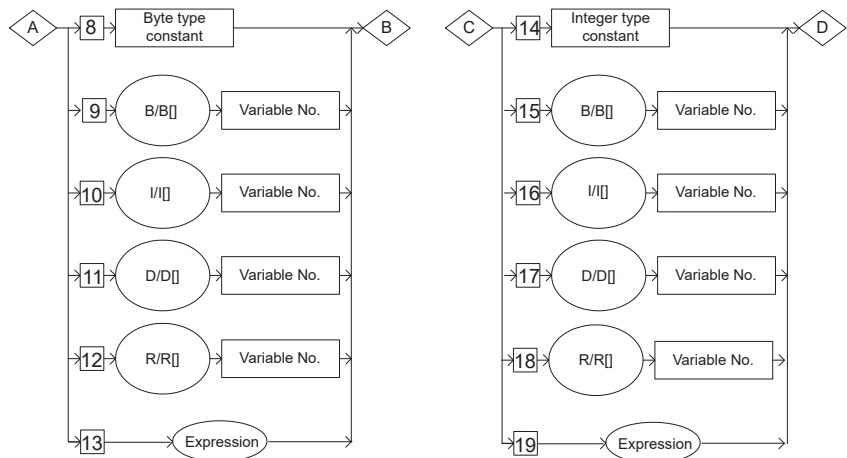 A
8
Byte type
constant
B
9
B/B[]
Variable No.
10
I/I[]
Variable No.
11
D/D[]
Variable No.
12
R/R[]
Variable No.
13
Expression
C
14
Integer type
constant
D
15
B/B[]
Variable No.
16
I/I[]
Variable No.
17
D/D[]
Variable No.
18
R/R[]
Variable No.
19
Expression